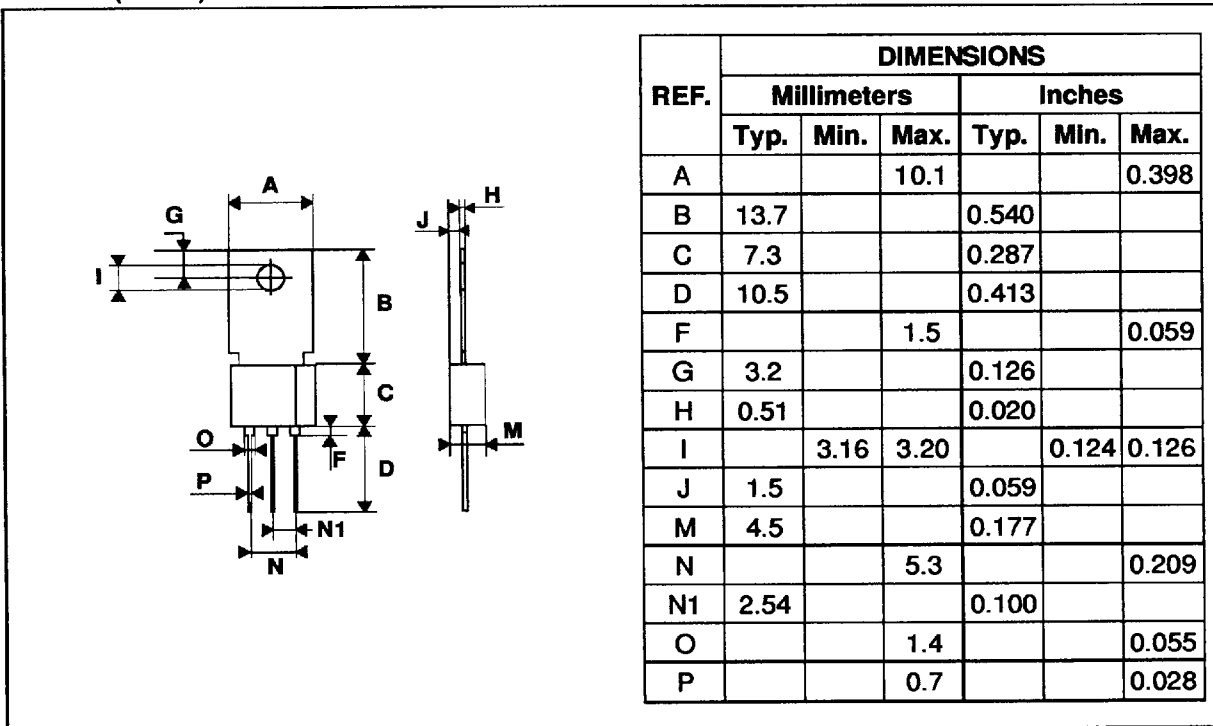 A
H
G
J
I
B
C
O
M
F
D
P
N1
N
REF. DIMENSIONS
Millimeters Inches
Typ. Min. Max. Typ. Min. Max.
A 10.1 0.398
B 13.7 0.540
C 7.3 0.287
D 10.5 0.413
F 1.5 0.059
G 3.2 0.126
H 0.51 0.020
I 3.16 3.20 0.124 0.126
J 1.5 0.059
M 4.5 0.177
N 5.3 0.209
N1 2.54 0.100
O 1.4 0.055
P 0.7 0.028